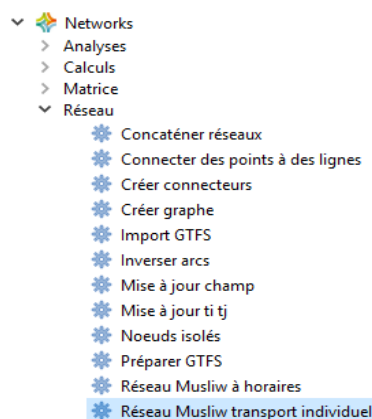 Networks
Analyses
Calculs
Matrice
Réseau
Concaténer réseaux
Connecter des points à des lignes
Créer connecteurs
Créer graphe
Import GTFS
Inverser arcs
Mise à jour champ
Mise à jour ti tj
Noeuds isolés
Préparer GTFS
Réseau Musliw à horaires
Réseau Musliw transport individuel